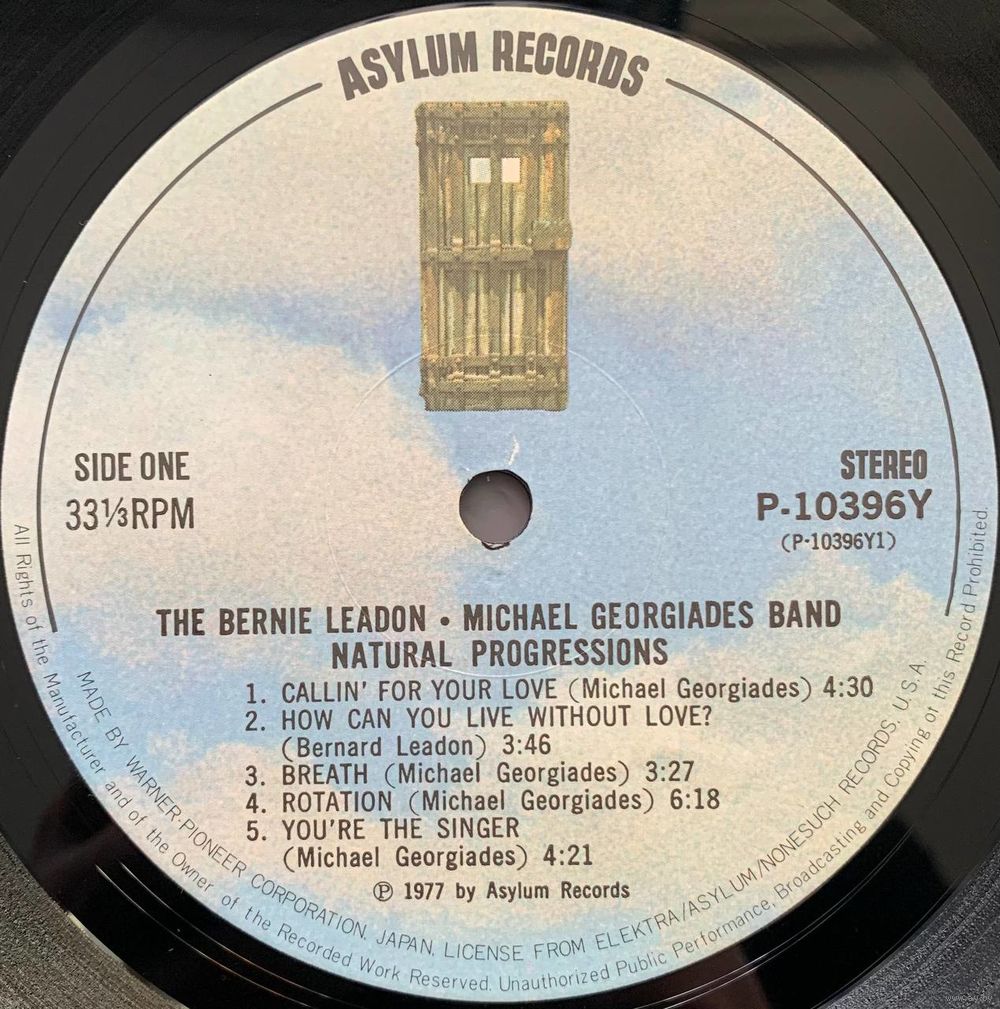 ASYLUM RECORDS
SIDE ONE
33⅓RPM
STEREO
P-10396Y
(P-10396Y1)
THE BERNIE LEADON • MICHAEL GEORGIADES BAND
NATURAL PROGRESSIONS
1. CALLIN' FOR YOUR LOVE (Michael Georgiades) 4:30
2. HOW CAN YOU LIVE WITHOUT LOVE?
(Bernard Leadon) 3:46
3. BREATH (Michael Georgiades) 3:27
4. ROTATION (Michael Georgiades) 6:18
5. YOU'RE THE SINGER
(Michael Georgiades) 4:21
℗ 1977 by Asylum Records
MADE BY WARNER-PIONEER CORPORATION, JAPAN, LICENSE FROM ELEKTRA/ASYLUM/NONESUCH RECORDS, U.S.A.
All Rights of the Manufacturer and of the Owner of the Recorded Work Reserved. Unauthorized Public Performance, Broadcasting and Copying of this Record Prohibited.